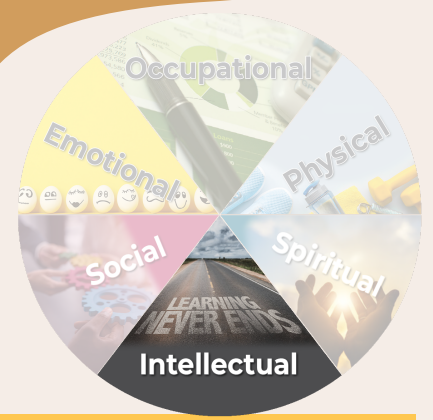 Occupational
Emotional
Physical
Social
Spiritual
LEARNING
NEVER ENDS
Intellectual